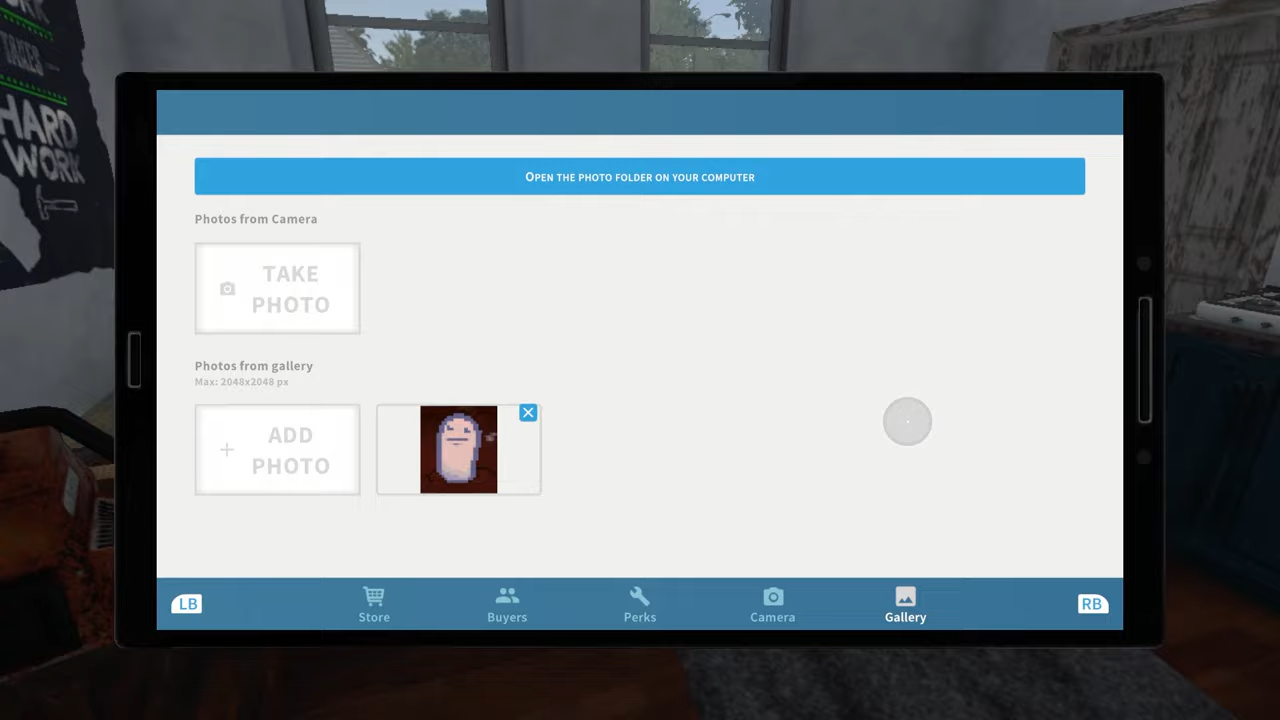 TAKES
HARD
WORK
OPEN THE PHOTO FOLDER ON YOUR COMPUTER
Photos from Camera
TAKE
PHOTO
Photos from gallery
Max: 2048x2048 px
ADD
PHOTO
LB
Store
Buyers
Perks
Camera
Gallery
RB